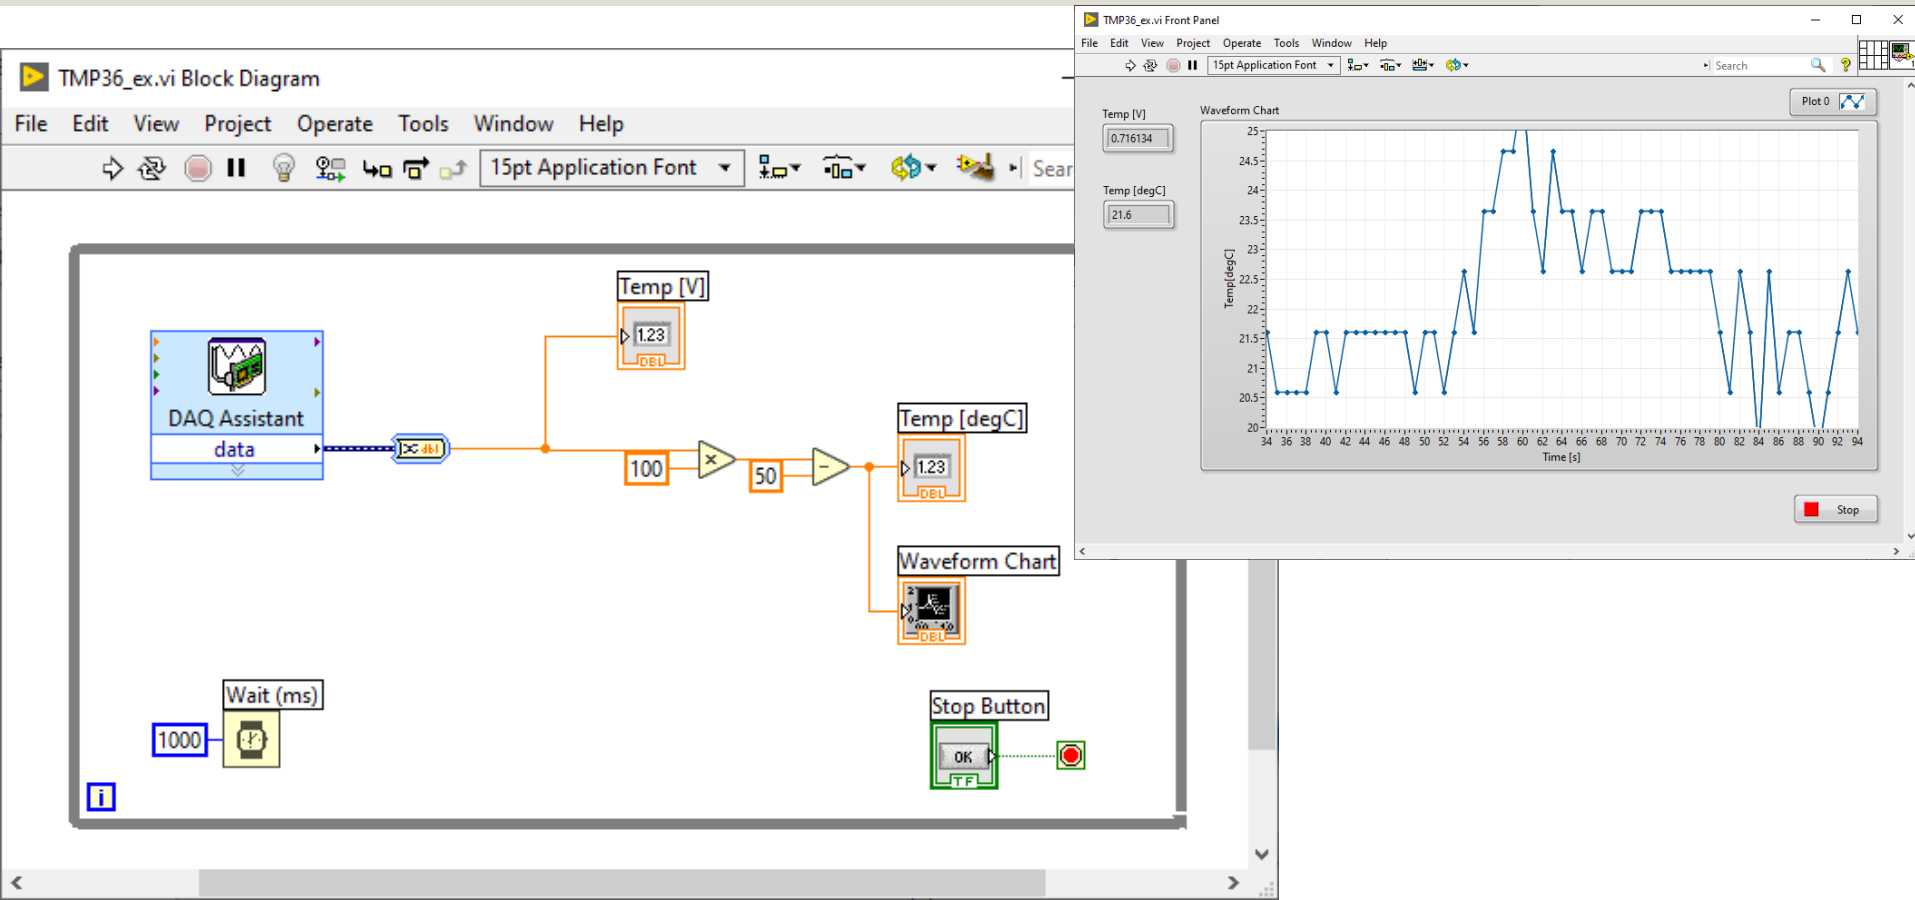 TMP36_ex.vi Block Diagram
File Edit View Project Operate Tools Window Help
15pt Application Font
Sear
Temp [V]
1.23
DBL
DAQ Assistant
data
dbl
100
50
Temp [degC]
1.23
DBL
Waveform Chart
DBL
Wait (ms)
1000
i
Stop Button
OK
TF
TMP36_ex.vi Front Panel
File Edit View Project Operate Tools Window Help
15pt Application Font
Search
Plot 0
Temp [V]
0.716134
Temp [degC]
21.6
Waveform Chart
25
24.5
24
23.5
23
22.5
22
21.5
21
20.5
20
Temp[degC]
34 36 38 40 42 44 46 48 50 52 54 56 58 60 62 64 66 68 70 72 74 76 78 80 82 84 86 88 90 92 94
Time [s]
Stop